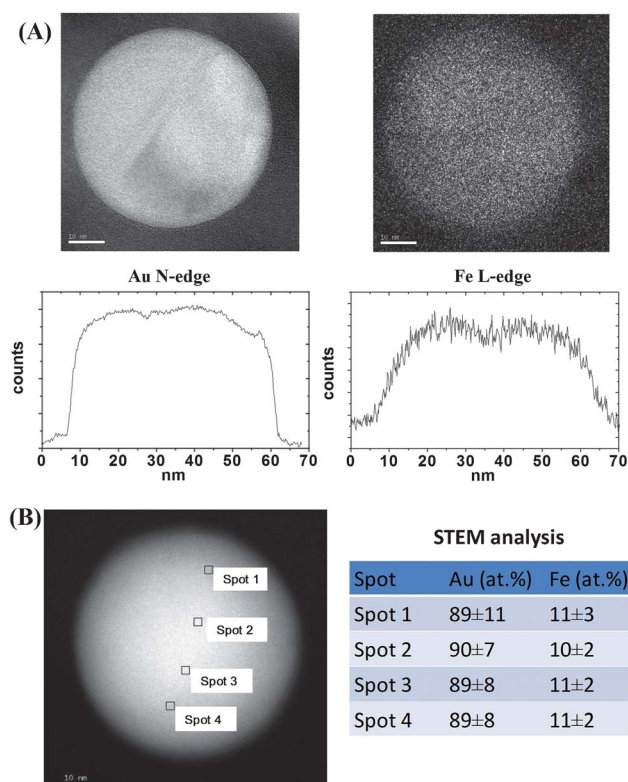 (A)
10 nm
10 nm
Au N-edge
Fe L-edge
counts
0 10 20 30 40 50 60 70
nm
counts
0 10 20 30 40 50 60 70
nm
(B)
Spot 1
Spot 2
Spot 3
Spot 4
10 nm
STEM analysis
Spot Au (at.%) Fe (at.%)
Spot 1 89±11 11±3
Spot 2 90±7 10±2
Spot 3 89±8 11±2
Spot 4 89±8 11±2